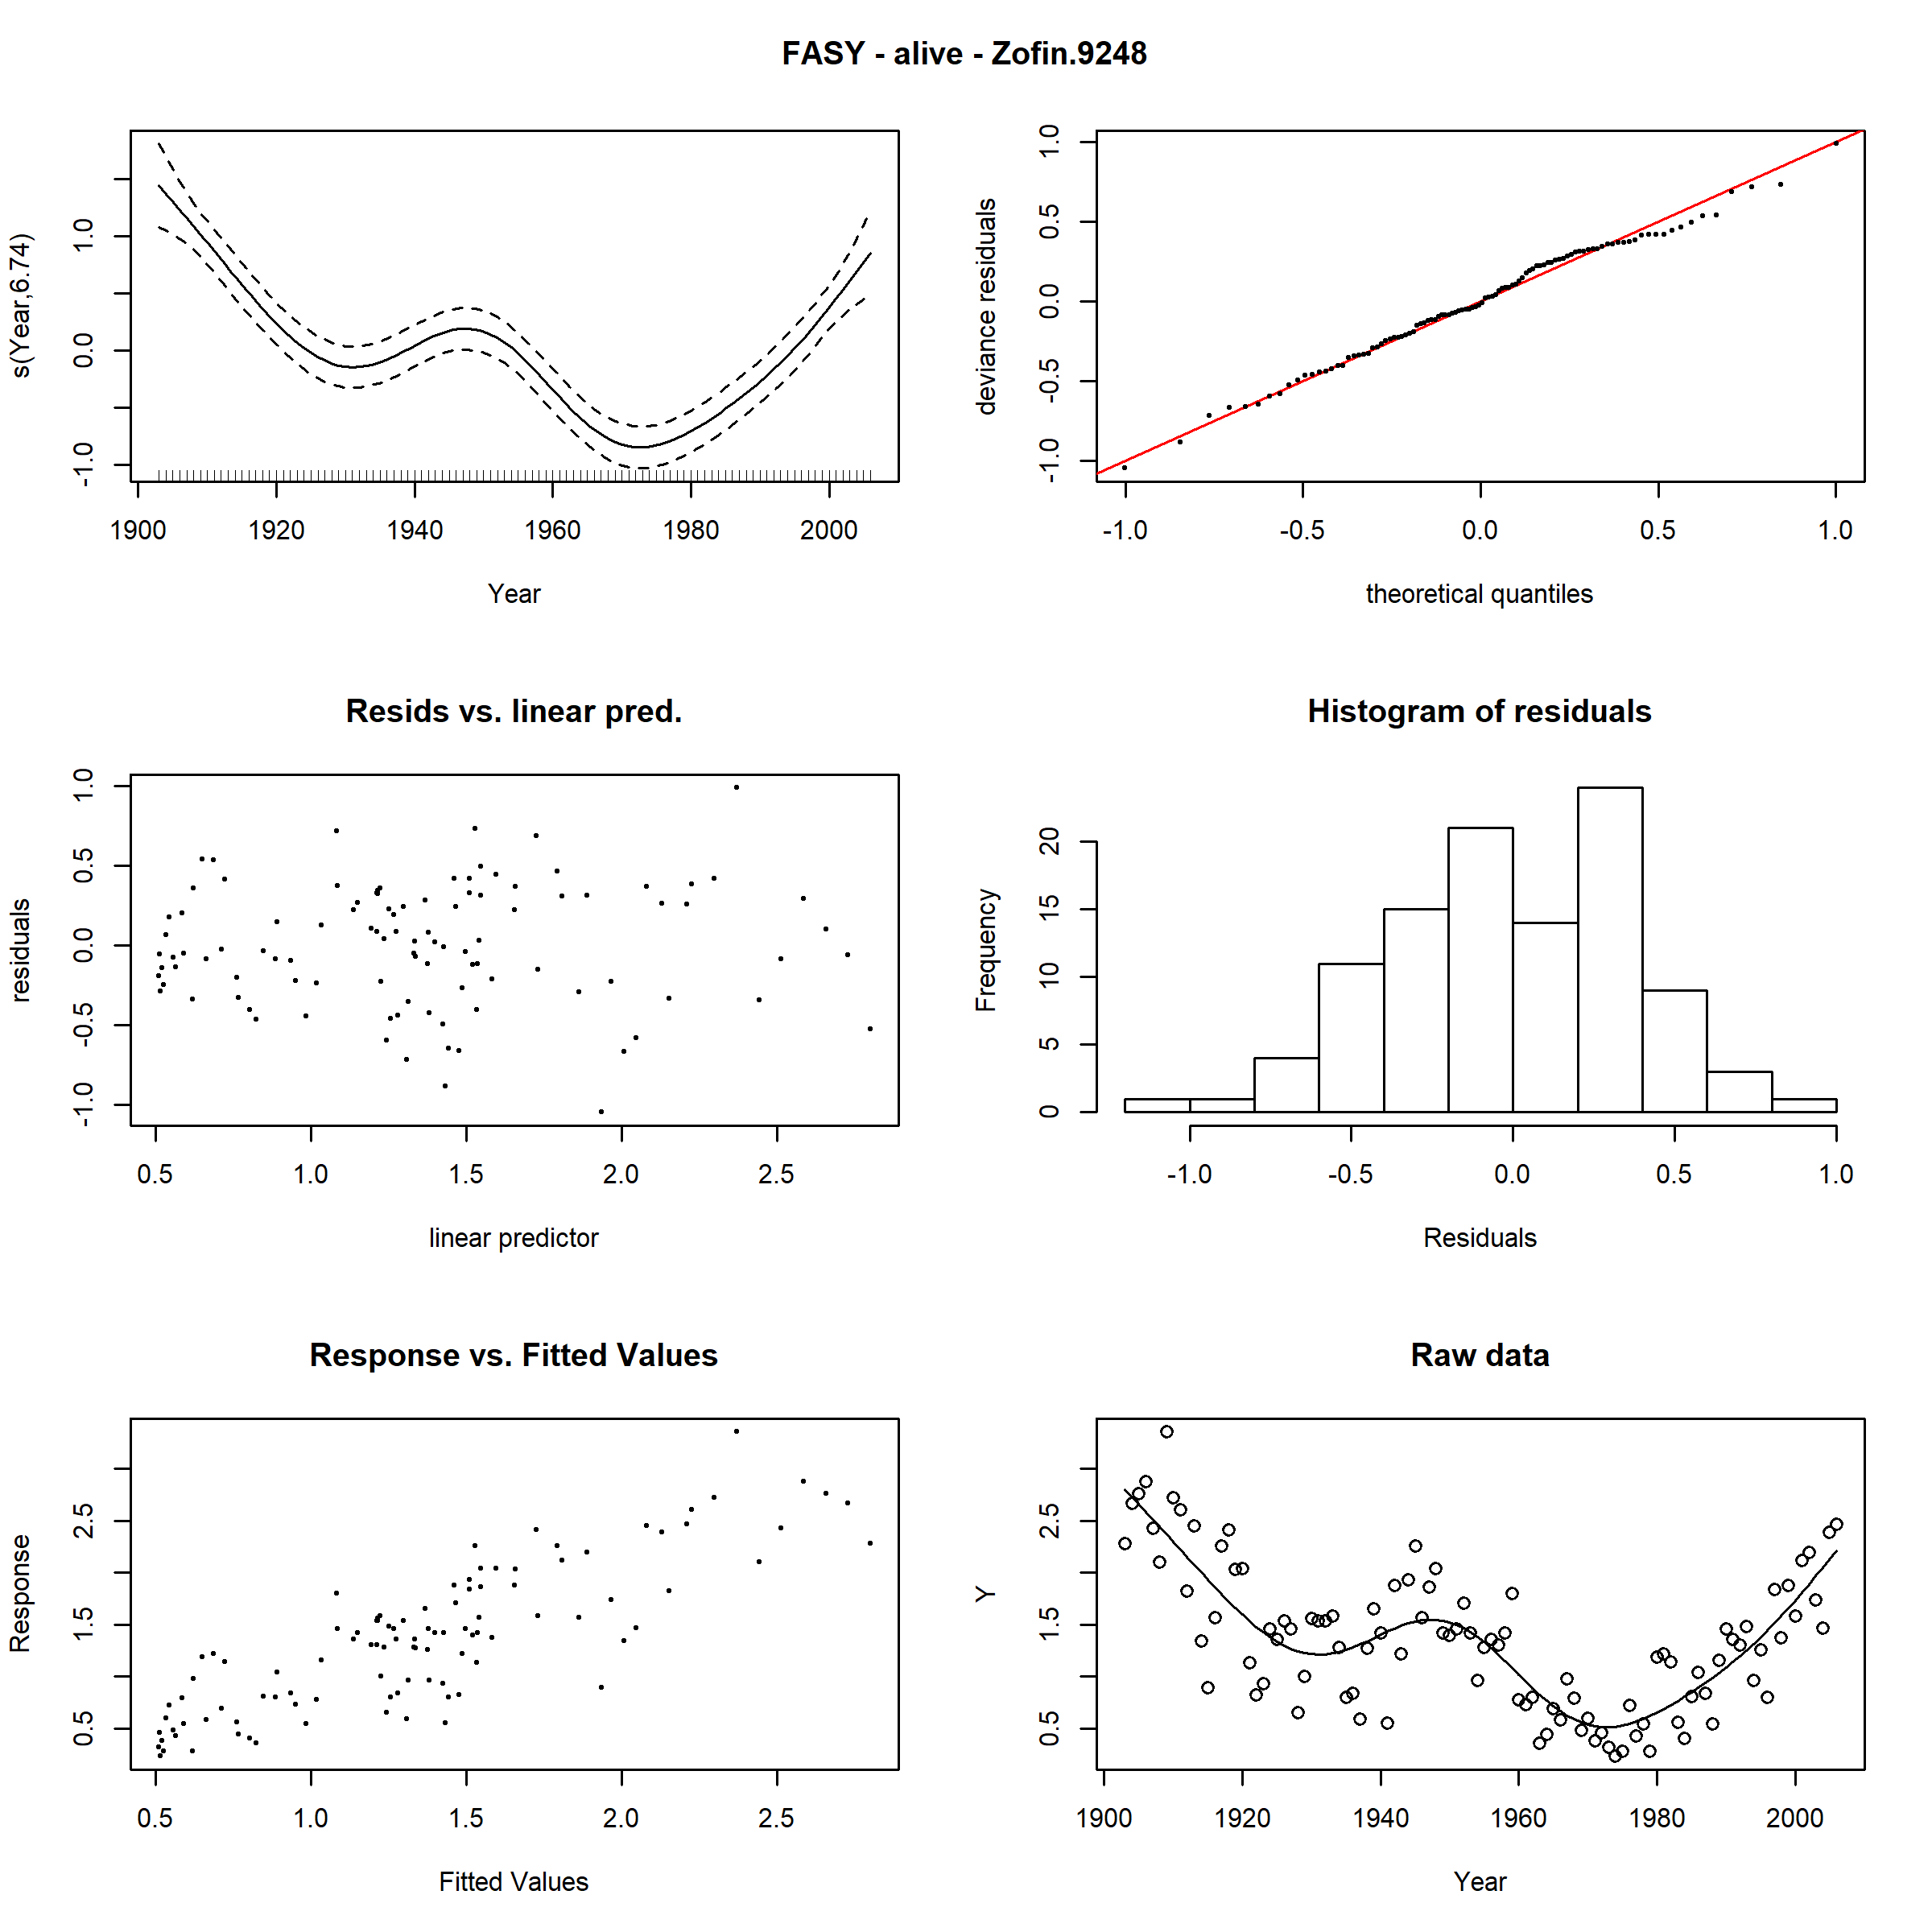 FASY - alive - Zofin.9248
s(Year,6.74)
-1.0 0.0 1.0
1900 1920 1940 1960 1980 2000
Year
deviance residuals
-1.0 -0.5 0.0 0.5 1.0
-1.0 -0.5 0.0 0.5 1.0
theoretical quantiles
Resids vs. linear pred.
residuals
-1.0 -0.5 0.0 0.5 1.0
0.5 1.0 1.5 2.0 2.5
linear predictor
Histogram of residuals
Frequency
0 5 10 15 20
-1.0 -0.5 0.0 0.5 1.0
Residuals
Response vs. Fitted Values
Response
0.5 1.5 2.5
0.5 1.0 1.5 2.0 2.5
Fitted Values
Raw data
Y
0.5 1.5 2.5
1900 1920 1940 1960 1980 2000
Year